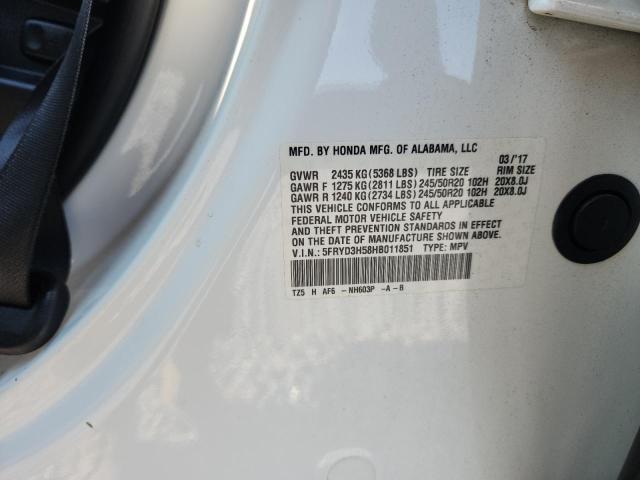 MFD. BY HONDA MFG. OF ALABAMA, LLC 03/'17
GVWR 2435 KG(5368 LBS) TIRE SIZE RIM SIZE
GAWR F 1275 KG(2811 LBS)245/50R20 102H 20X8.0J
GAWR R 1240 KG(2734 LBS)245/50R20 102H 20X8.0J
THIS VEHICLE CONFORMS TO ALL APPLICABLE
FEDERAL MOTOR VEHICLE SAFETY
AND THEFT PREVENTION STANDARDS IN EFFECT
ON THE DATE OF MANUFACTURE SHOWN ABOVE.
V.I.N.: 5FRYD3H58HB011851 TYPE: MPV
TZ5 H AF6 -NH603P -A-B